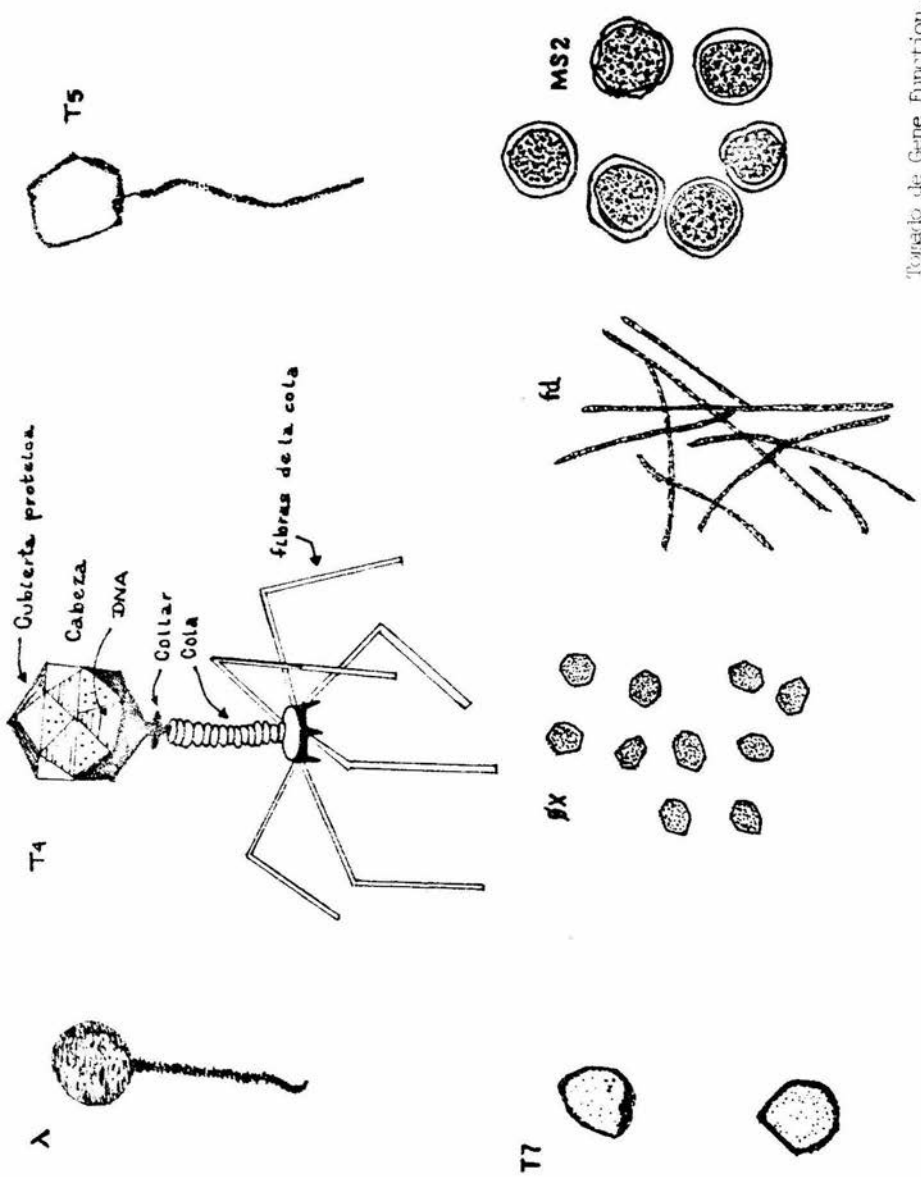 λ
T4
Cubierta proteica
Cabeza
DNA
Collar
Cola
fibras de la cola
T5
T7
ØX
fd
MS2
Tomado de Gene Function